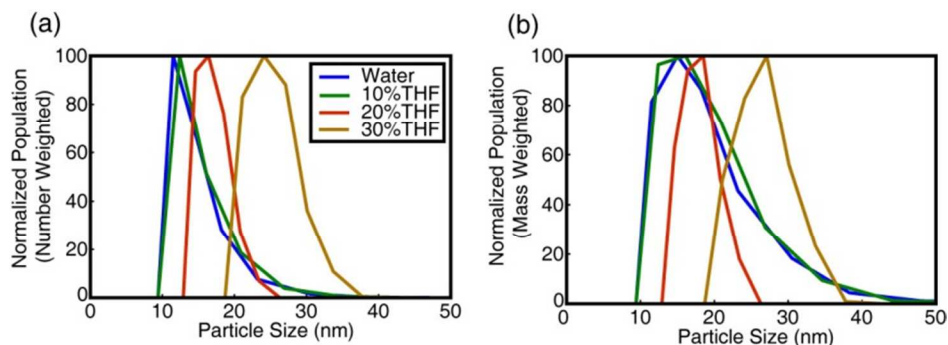 (a)
Normalized Population
(Number Weighted)
100
80
60
40
20
0
0 10 20 30 40 50
Particle Size (nm)
Water
10%THF
20%THF
30%THF
(b)
Normalized Population
(Mass Weighted)
100
80
60
40
20
0
0 10 20 30 40 50
Particle Size (nm)